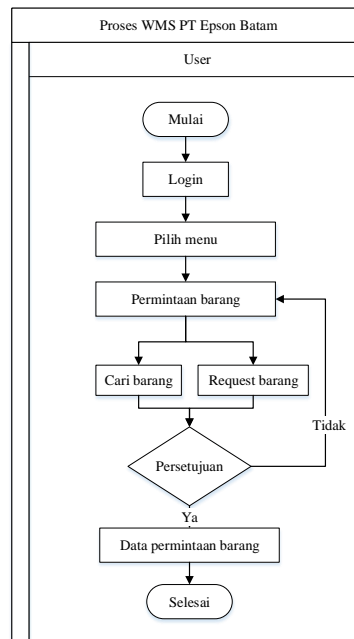 Proses WMS PT Epson Batam
User
Mulai
Login
Pilih menu
Permintaan barang
Cari barang
Request barang
Persetujuan
Tidak
Ya
Data permintaan barang
Selesai